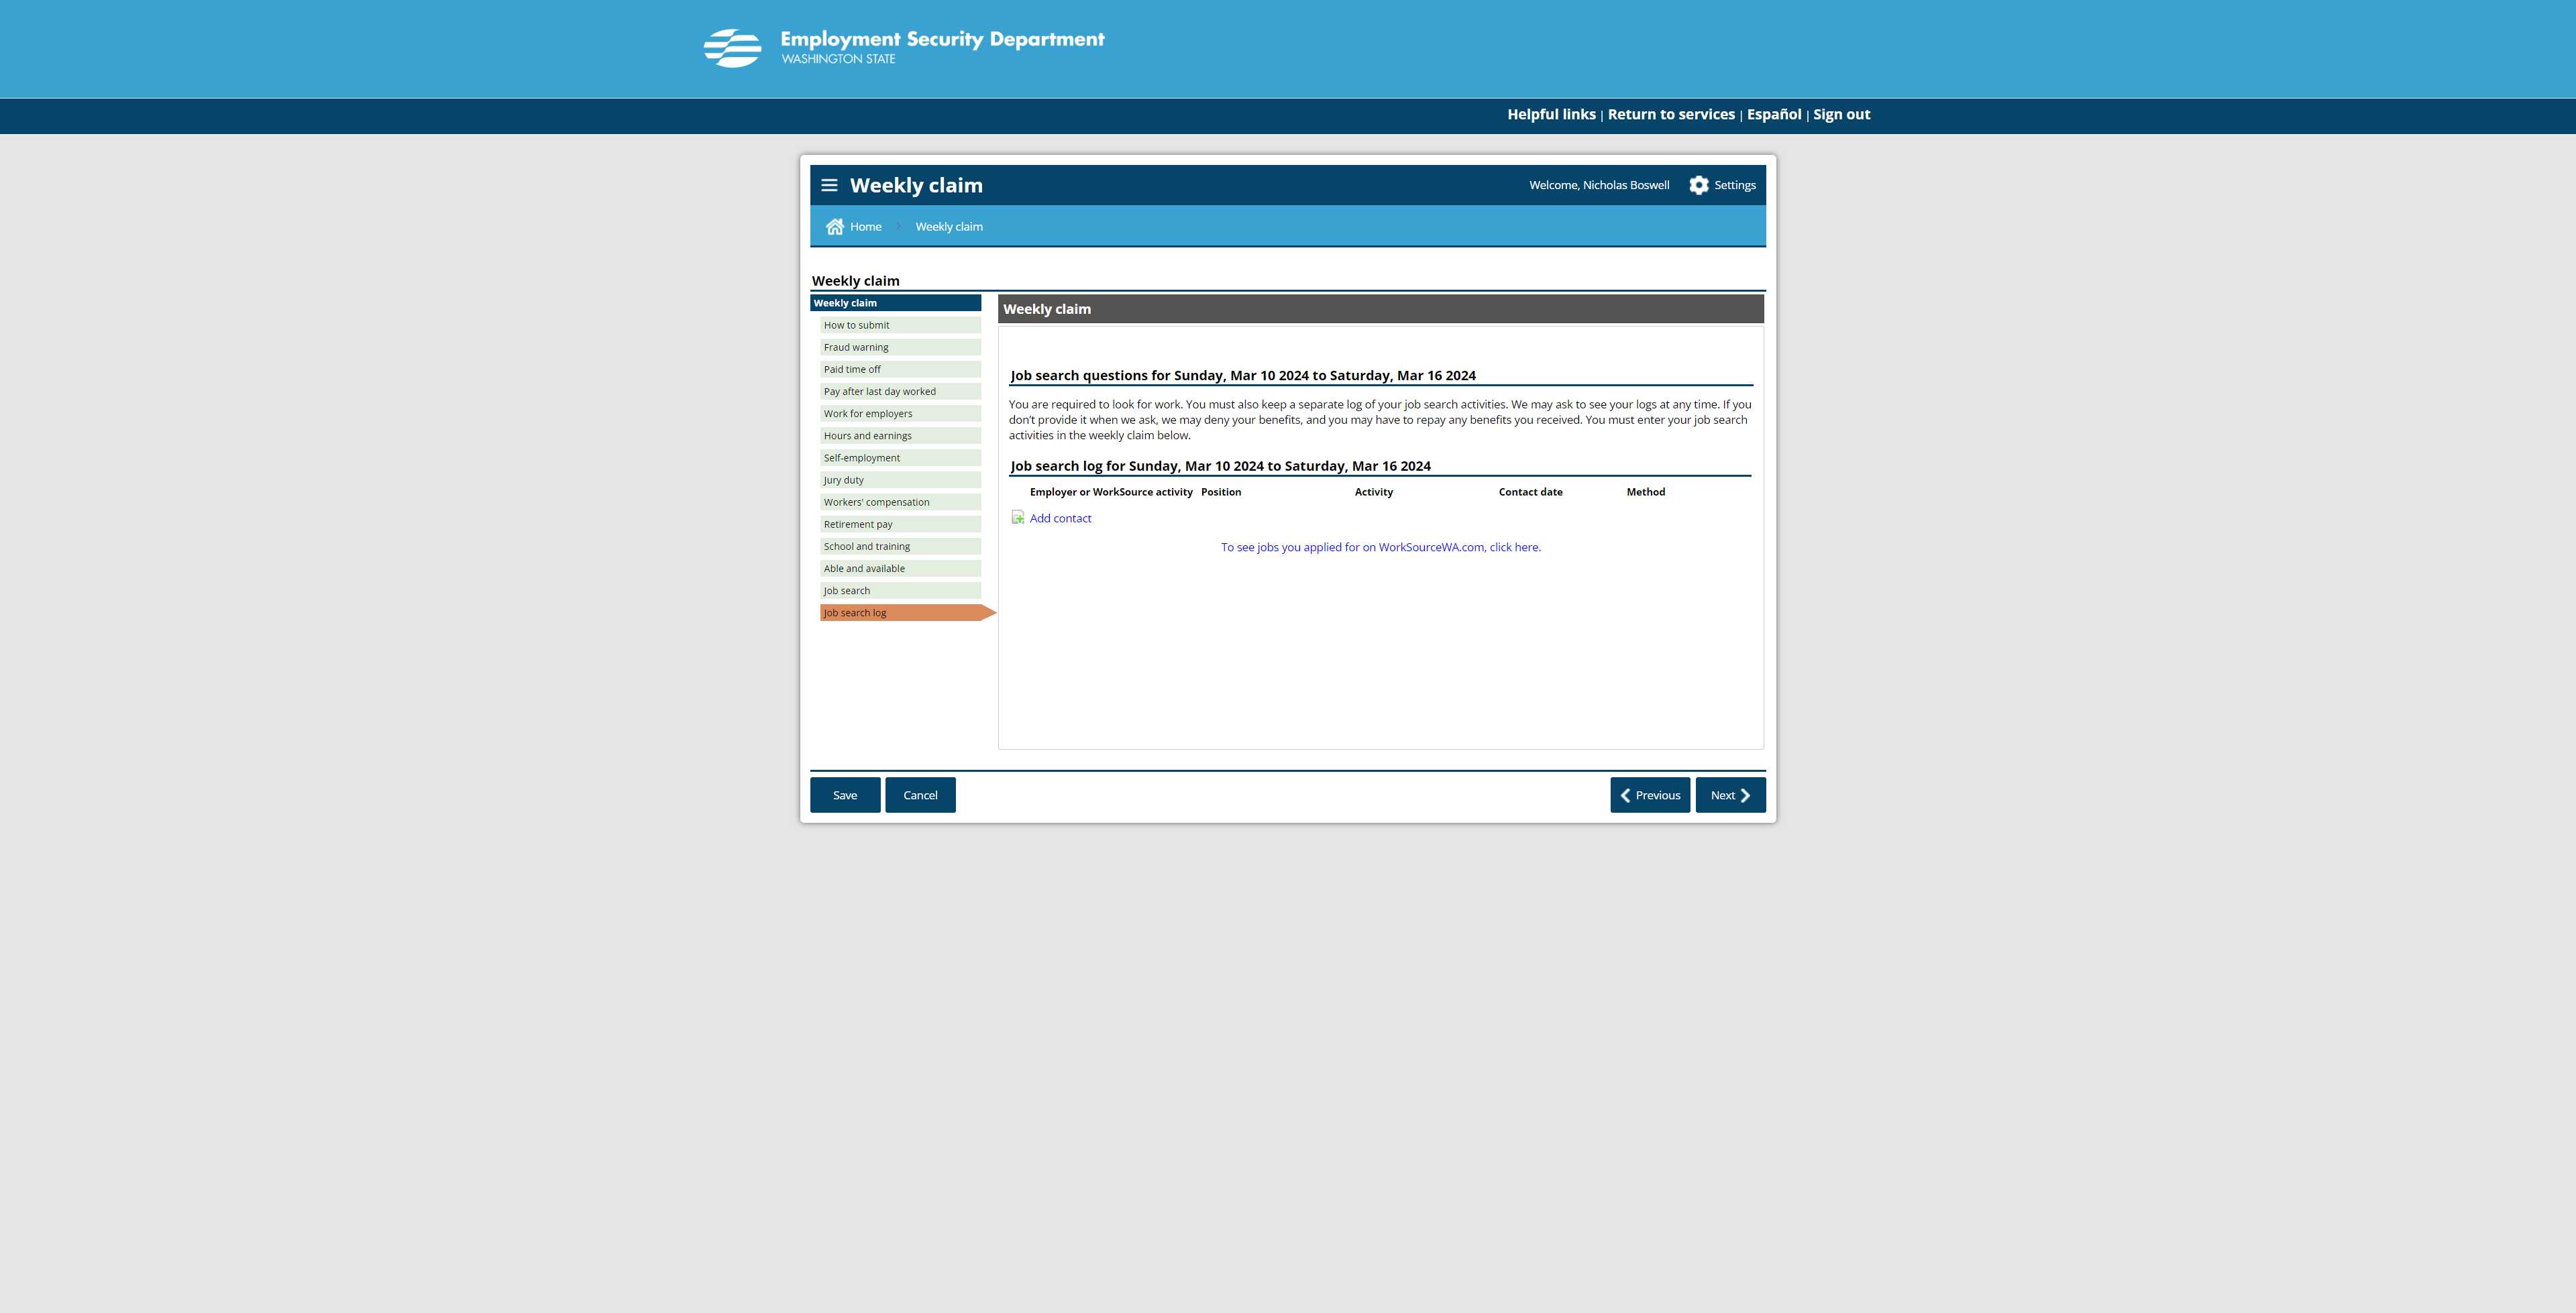 Employment Security Department
WASHINGTON STATE
Helpful links | Return to services | Español | Sign out
Weekly claim
Welcome, Nicholas Boswell
Settings
Home
Weekly claim
Weekly claim
Weekly claim
How to submit
Fraud warning
Paid time off
Pay after last day worked
Work for employers
Hours and earnings
Self-employment
Jury duty
Workers' compensation
Retirement pay
School and training
Able and available
Job search
Job search log
Weekly claim
Job search questions for Sunday, Mar 10 2024 to Saturday, Mar 16 2024
You are required to look for work. You must also keep a separate log of your job search activities. We may ask to see your logs at any time. If you
don't provide it when we ask, we may deny your benefits, and you may have to repay any benefits you received. You must enter your job search
activities in the weekly claim below.
Job search log for Sunday, Mar 10 2024 to Saturday, Mar 16 2024
Employer or WorkSource activity Position Activity Contact date Method
Add contact
To see jobs you applied for on WorkSourceWA.com, click here.
Save
Cancel
Previous
Next